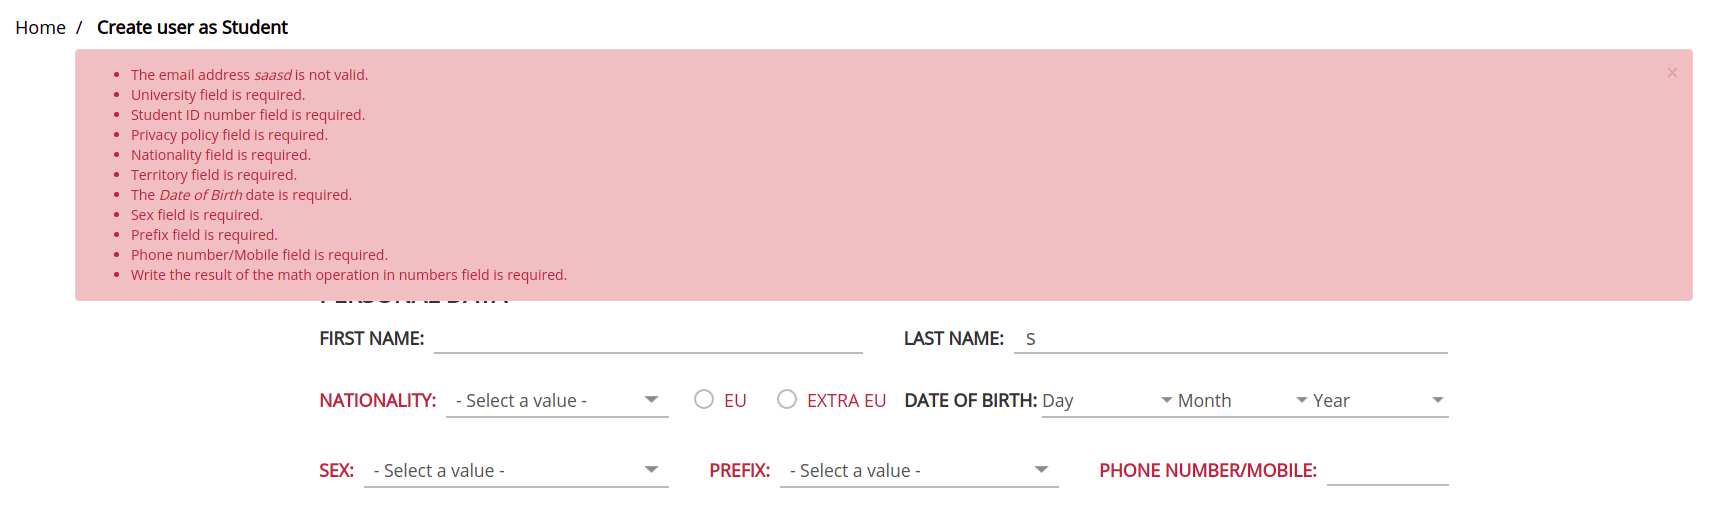 Home / Create user as Student
×
The email address saasd is not valid.
University field is required.
Student ID number field is required.
Privacy policy field is required.
Nationality field is required.
Territory field is required.
The Date of Birth date is required.
Sex field is required.
Prefix field is required.
Phone number/Mobile field is required.
Write the result of the math operation in numbers field is required.
PERSONAL DATA
FIRST NAME: LAST NAME: S
NATIONALITY: - Select a value - EU EXTRA EU DATE OF BIRTH: Day Month Year
SEX: - Select a value - PREFIX: - Select a value - PHONE NUMBER/MOBILE: